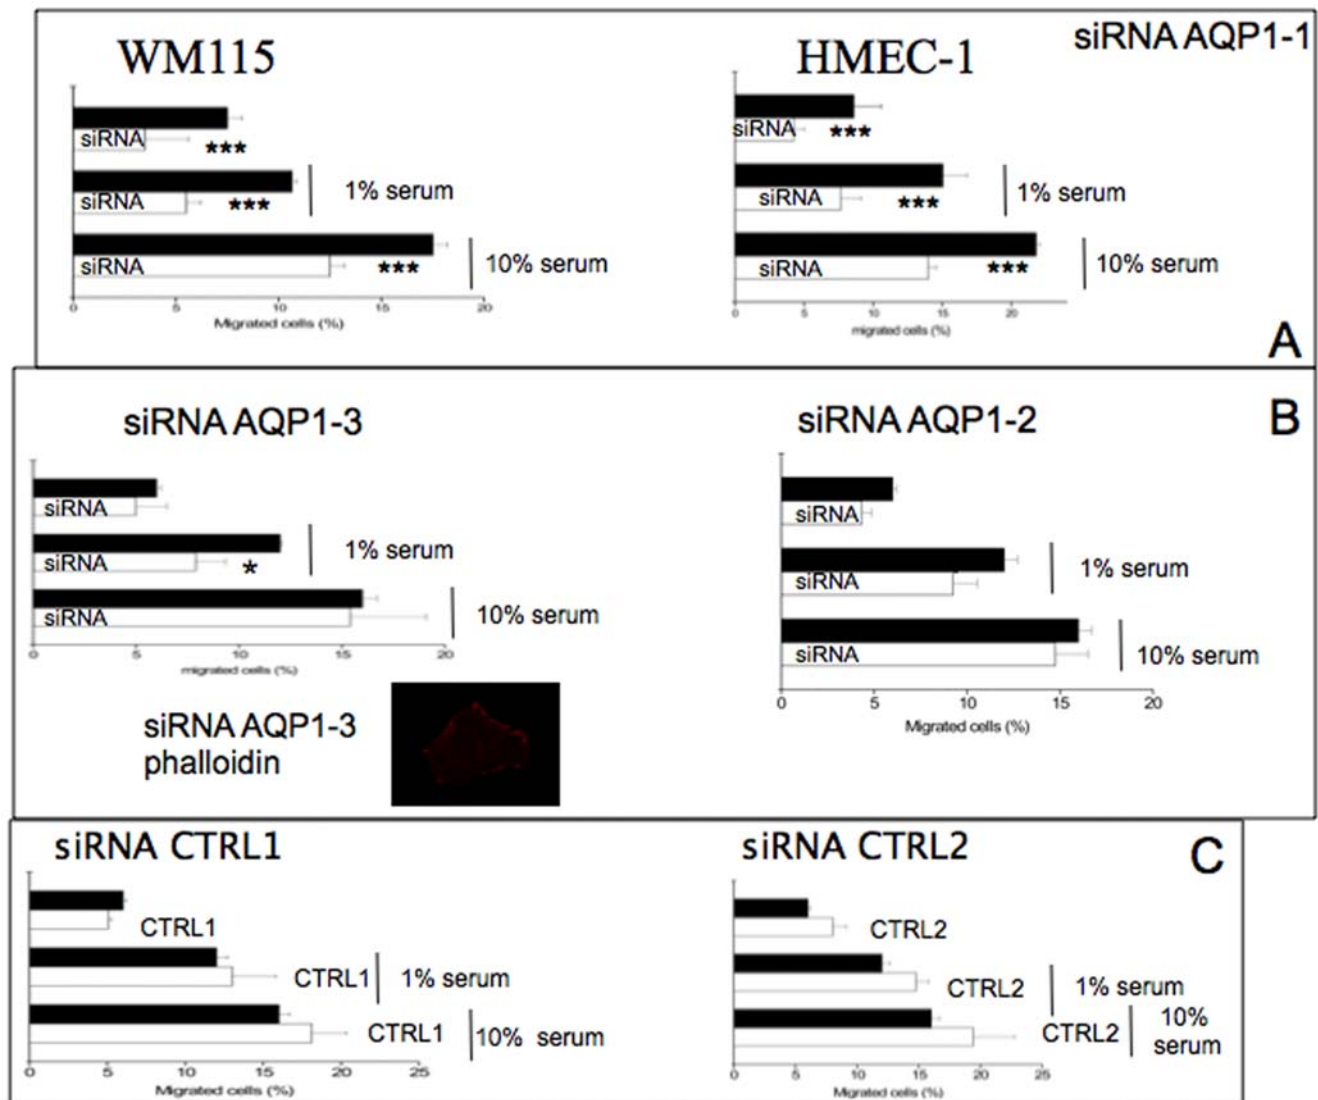 siRNA AQP1-1
WM115
siRNA
***
siRNA
***
1% serum
siRNA
***
10% serum
0 5 10 15 20
Migrated cells (%)
HMEC-1
siRNA
***
siRNA
***
1% serum
siRNA
***
10% serum
0 5 10 15 20
migrated cells (%)
A
siRNA AQP1-3
siRNA
siRNA
*
1% serum
siRNA
10% serum
0 5 10 15 20
migrated cells (%)
siRNA AQP1-3
phalloidin
siRNA AQP1-2
B
siRNA
siRNA
1% serum
siRNA
10% serum
0 5 10 15 20
Migrated cells (%)
siRNA CTRL1
CTRL1
CTRL1
1% serum
CTRL1
10% serum
0 5 10 15 20 25
Migrated cells (%)
siRNA CTRL2
C
CTRL2
CTRL2
1% serum
CTRL2
10%
serum
0 5 10 15 20 25
Migrated cells (%)